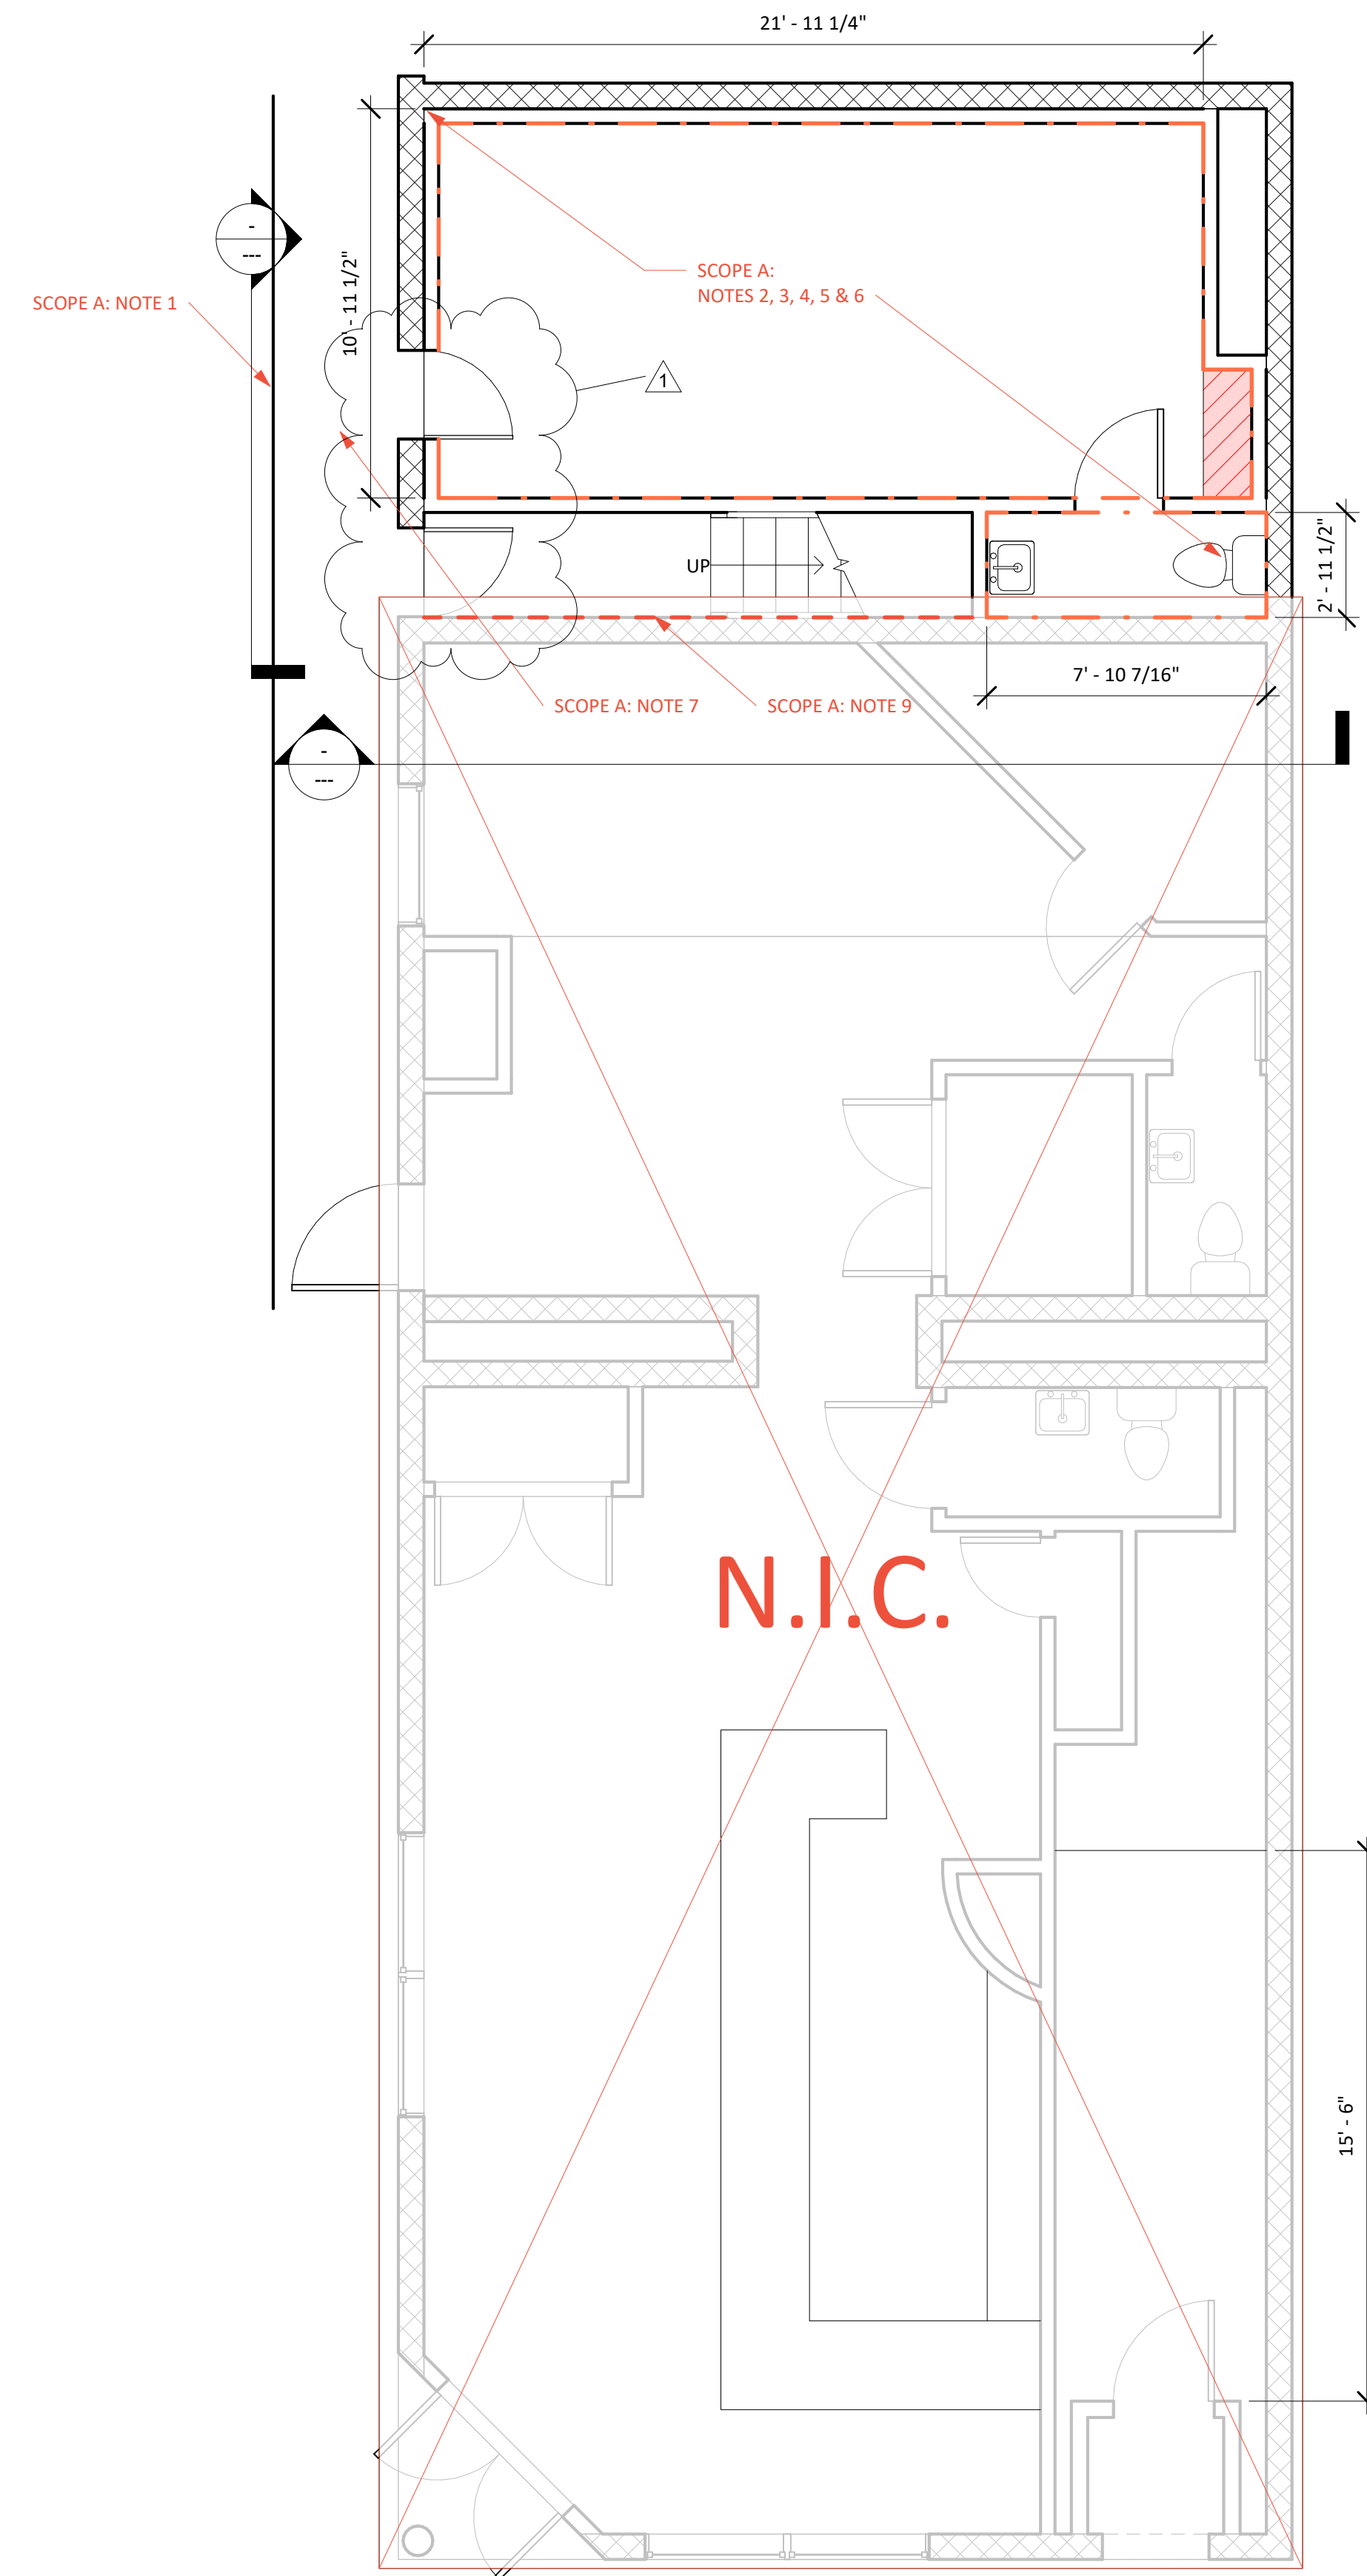 21' - 11 1/4"
-
---
10' - 11 1/2"
SCOPE A:
NOTES 2, 3, 4, 5 & 6
SCOPE A: NOTE 1
1
UP
2' - 11 1/2"
7' - 10 7/16"
SCOPE A: NOTE 7
SCOPE A: NOTE 9
-
---
N.I.C.
15' - 6"